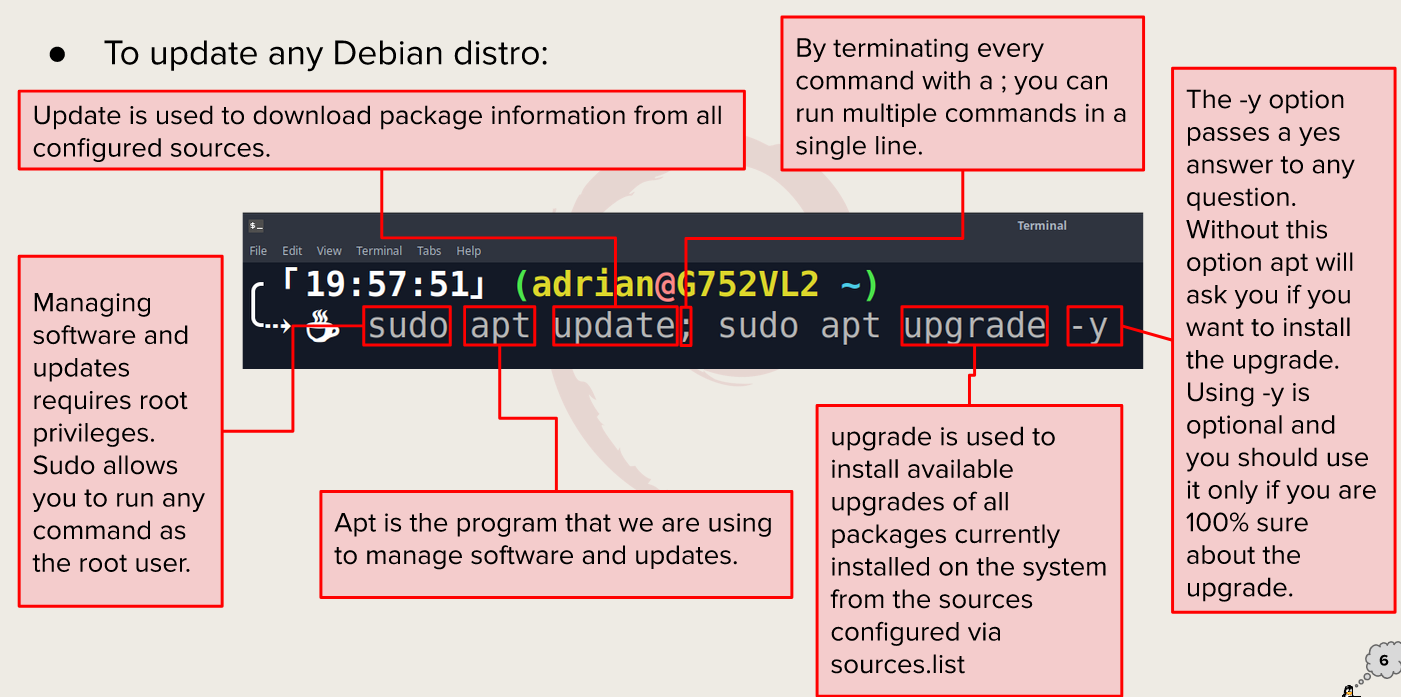 ● To update any Debian distro:
Update is used to download package information from all
configured sources.
By terminating every
command with a ; you can
run multiple commands in a
single line.
The -y option
passes a yes
answer to any
question.
Without this
option apt will
ask you if you
want to install
the upgrade.
Using -y is
optional and
you should use
it only if you are
100% sure
about the
upgrade.
$_
Terminal
File Edit View Terminal Tabs Help
「19:57:51」 (adrian@G752VL2 ~)
sudo apt update; sudo apt upgrade -y
Managing
software and
updates
requires root
privileges.
Sudo allows
you to run any
command as
the root user.
Apt is the program that we are using
to manage software and updates.
upgrade is used to
install available
upgrades of all
packages currently
installed on the system
from the sources
configured via
sources.list
6